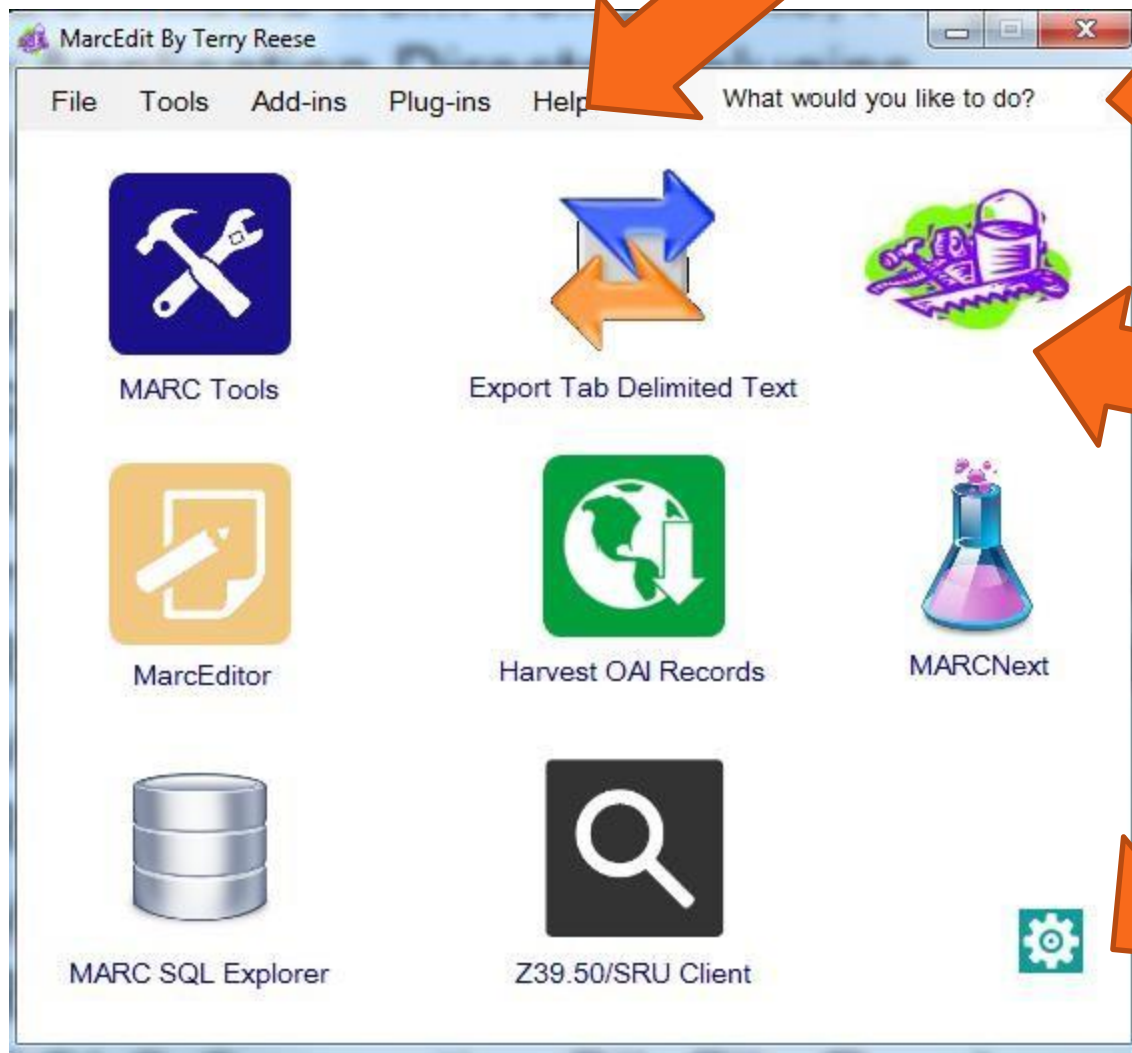 MarcEdit By Terry Reese
File Tools Add-ins Plug-ins Help What would you like to do?
MARC Tools
Export Tab Delimited Text
MarcEditor
Harvest OAI Records
MARCNext
MARC SQL Explorer
Z39.50/SRU Client